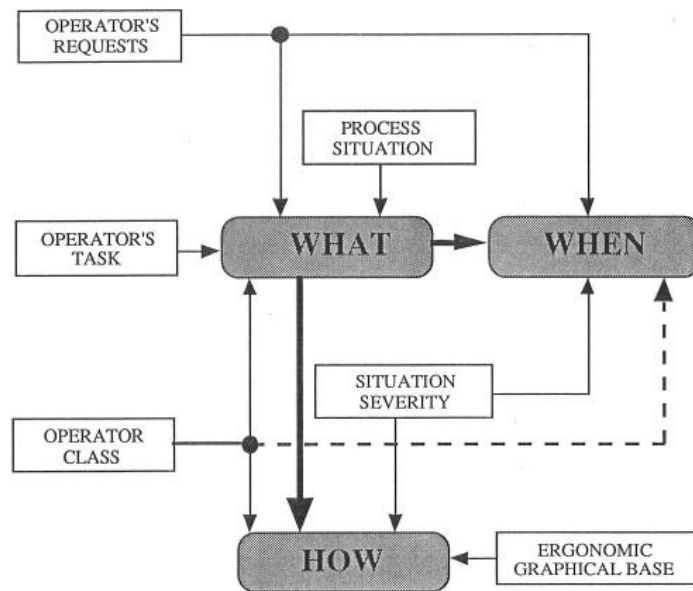 OPERATOR'S
REQUESTS
PROCESS
SITUATION
OPERATOR'S
TASK
WHAT
WHEN
SITUATION
SEVERITY
OPERATOR
CLASS
HOW
ERGONOMIC
GRAPHICAL BASE